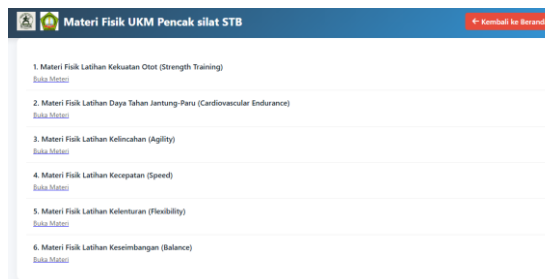 Materi Fisik UKM Pencak silat STB
← Kembali ke Berand
1. Materi Fisik Latihan Kekuatan Otot (Strength Training)
Buka Meteri
2. Materi Fisik Latihan Daya Tahan Jantung-Paru (Cardiovascular Endurance)
Buka Meteri
3. Materi Fisik Latihan Kelincahan (Agility)
Buka Materi
4. Materi Fisik Latihan Kecepatan (Speed)
Buka Materi
5. Materi Fisik Latihan Kelenturan (Flexibility)
Buka Materi
6. Materi Fisik Latihan Keseimbangan (Balance)
Buka Materi